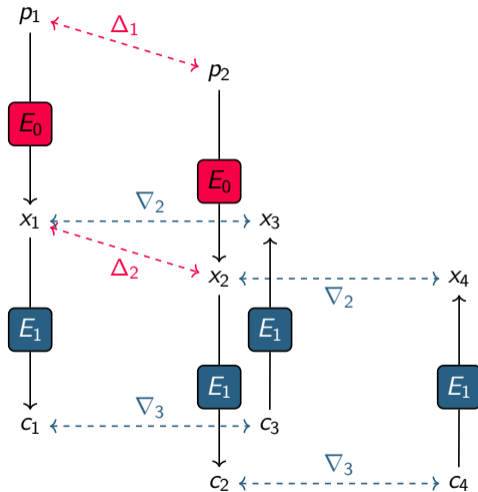 p₁
Δ₁
p₂
E₀
E₀
x₁ ∇₂ x₃
Δ₂
x₂ ∇₂ x₄
E₁ E₁
E₁ E₁
c₁ ∇₃ c₃
c₂ ∇₃ c₄